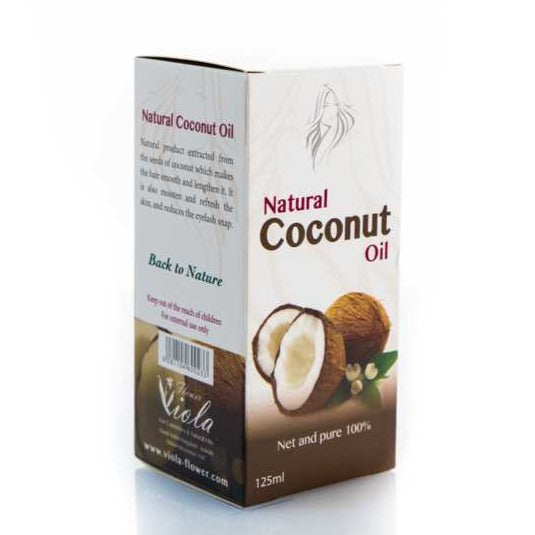 Natural Coconut Oil
Natural product extracted from
the seeds of coconut which makes
the hair smooth and lengthen it. It
is also moisten and refresh the
skin, and reduces the eyelash snap.
Back to Nature
Keep out of the reach of children
For external use only
Flower
Viola
www.viola-flower.com
Natural
Coconut
Oil
Net and pure 100%
125ml